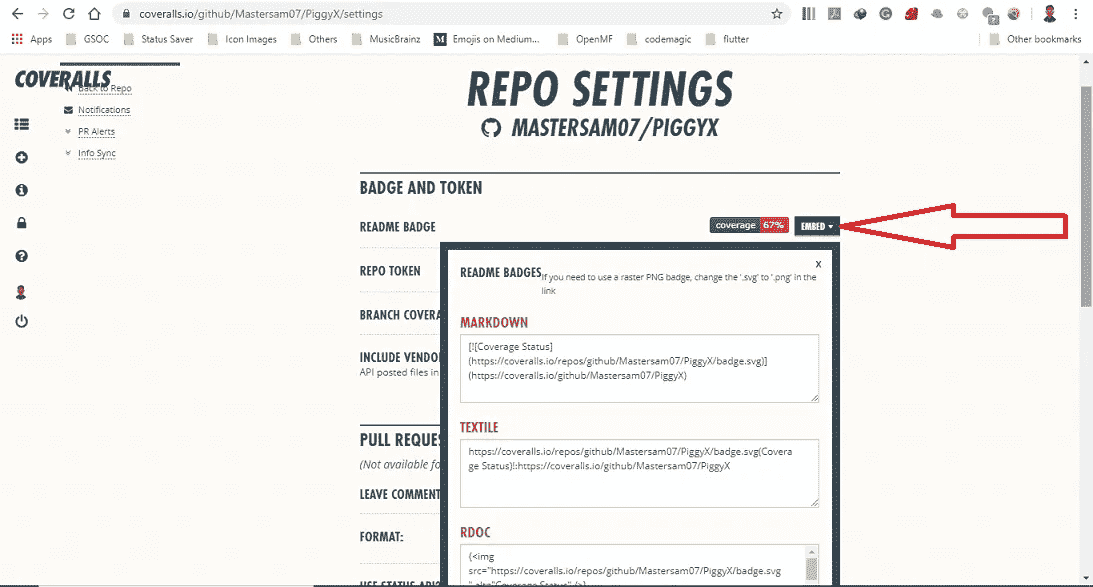 coveralls.io/github/Mastersam07/PiggyX/settings
Apps GSOC Status Saver Icon Images Others MusicBrainz M Emojis on Medium... OpenMF codemagic flutter Other bookmarks
COVERALLS
Back to Repo
Notifications
PR Alerts
Info Sync
REPO SETTINGS
MASTERSAM07/PIGGYX
BADGE AND TOKEN
README BADGE
coverage 67% EMBED
REPO TOKEN
BRANCH COVERA
INCLUDE VENDO
API posted files in
PULL REQUE
(Not available fo
LEAVE COMMENT
FORMAT:
USE STATUS API?
X
README BADGES
If you need to use a raster PNG badge, change the '.svg' to '.png' in the
link
MARKDOWN
[![Coverage Status]
(https://coveralls.io/repos/github/Mastersam07/PiggyX/badge.svg)]
(https://coveralls.io/github/Mastersam07/PiggyX)
TEXTILE
https://coveralls.io/repos/github/Mastersam07/PiggyX/badge.svg(Covera
ge Status)!:https://coveralls.io/github/Mastersam07/PiggyX
RDOC
{<img
src="https://coveralls.io/repos/github/Mastersam07/PiggyX/badge.svg
" alt="Coverage Status" />}